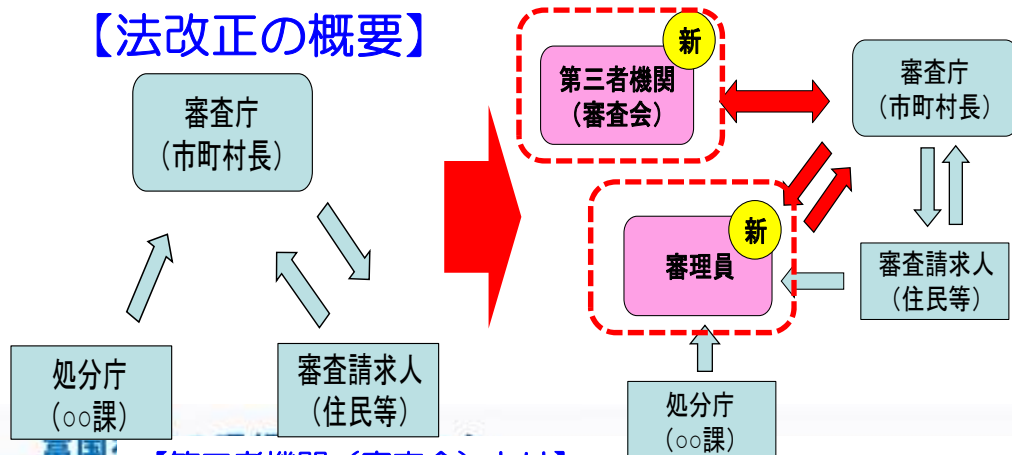 【法改正の概要】
審査庁
（市町村長）
処分庁
（○○課）
審査請求人
（住民等）
新
第三者機関
（審査会）
審査庁
（市町村長）
新
審理員
審査請求人
（住民等）
処分庁
（○○課）